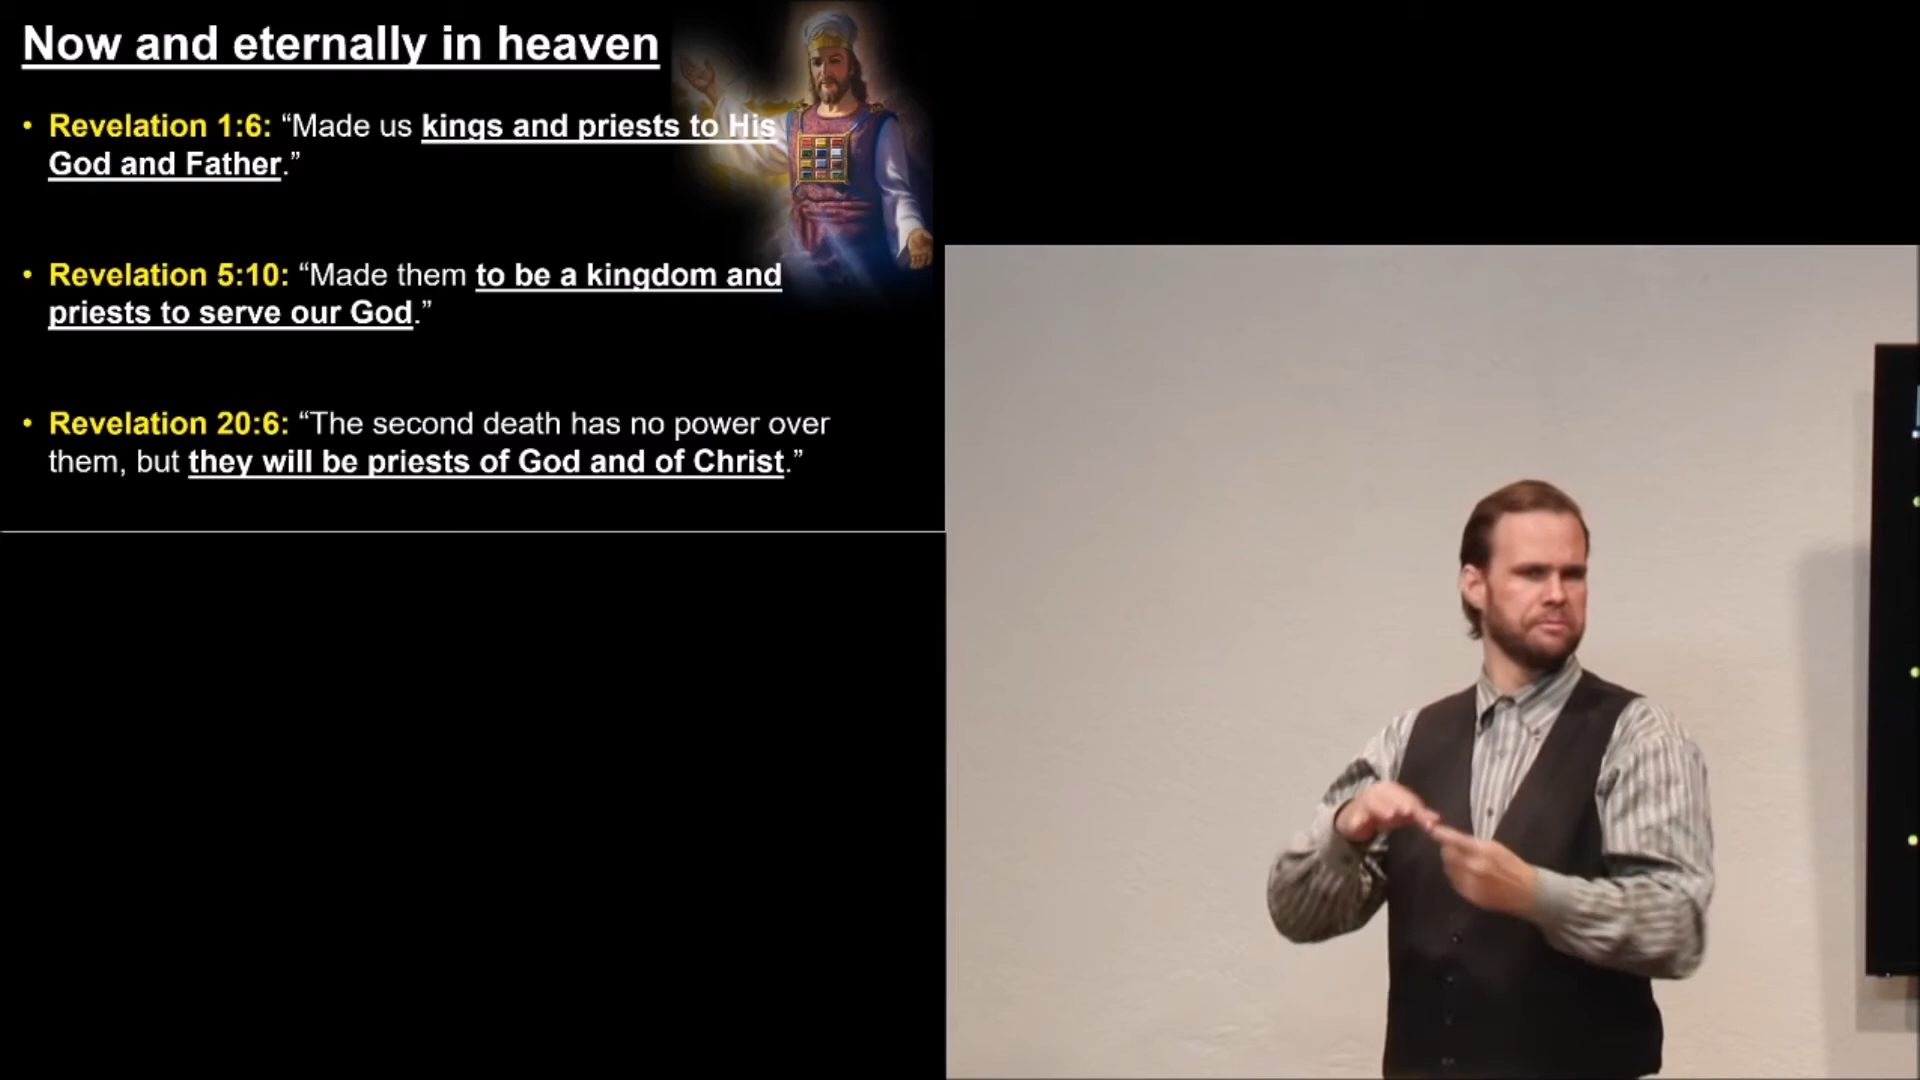 Now and eternally in heaven
• Revelation 1:6: “Made us kings and priests to His
God and Father.”
• Revelation 5:10: “Made them to be a kingdom and
priests to serve our God.”
• Revelation 20:6: “The second death has no power over
them, but they will be priests of God and of Christ.”